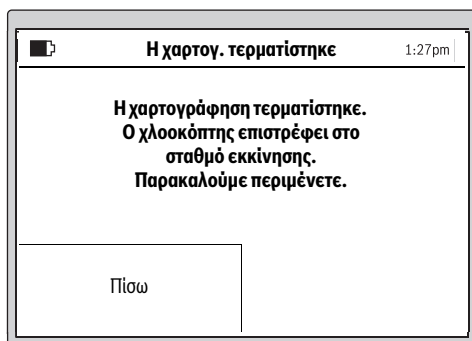 Η χαρτογ. τερματίστηκε 1:27pm
Η χαρτογράφηση τερματίστηκε.
Ο χλοοκόπτης επιστρέφει στο
σταθμό εκκίνησης.
Παρακαλούμε περιμένετε.
Πίσω